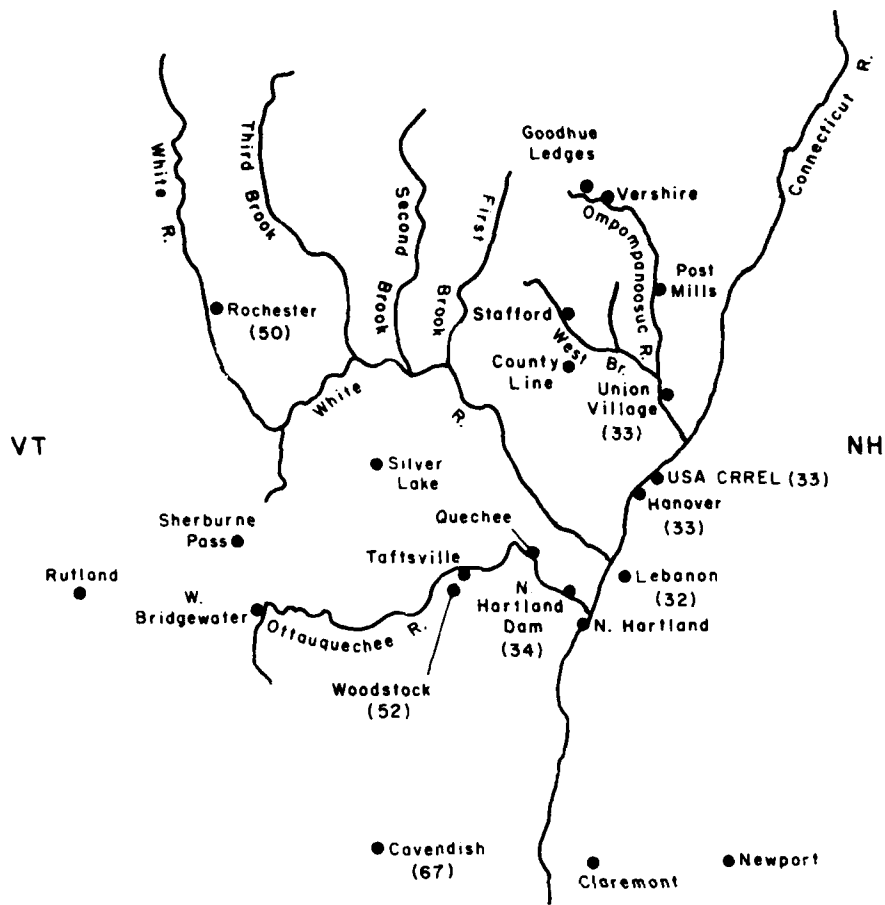 Connecticut R.
Goodhue
Ledges
Vershire
Ompompanoosuc R.
White R.
Third Brook
Second Brook
First Brook
Post
Mills
Rochester
(50)
Stafford
West Br.
County
Line
Union
Village
(33)
White R.
VT
NH
Silver
Lake
USA CRREL (33)
Hanover
(33)
Sherburne
Pass
Quechee
Taftsville
Rutland
W.
Bridgewater
Lebanon
(32)
N.
Hartland
Dam
(34)
N. Hartland
Ottauquechee R.
Woodstock
(52)
Cavendish
(67)
Claremont
Newport